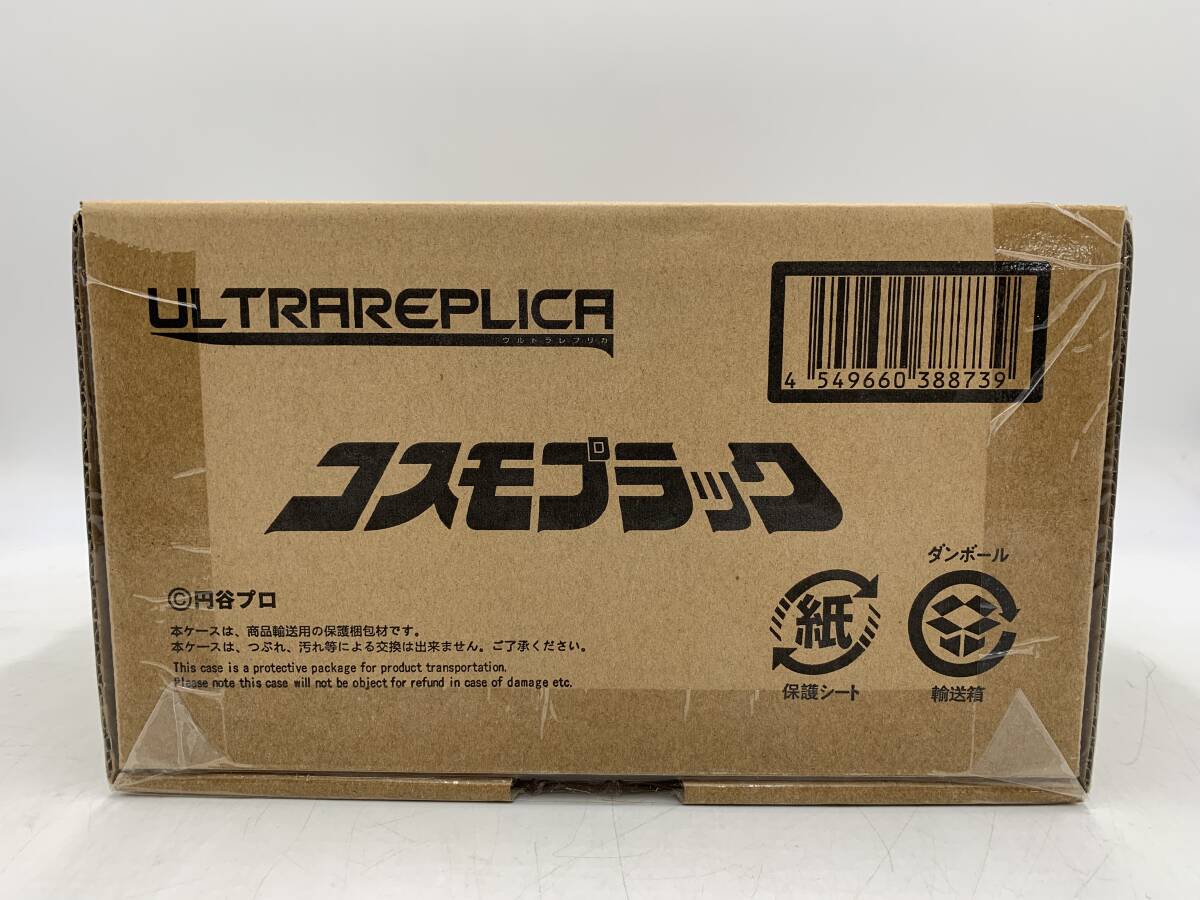 ULTRAREPLICA
ウルトラレプリカ
4 549660 388739
コスモプラック
ダンボール
©円谷プロ
紙
本ケースは、商品輸送用の保護梱包材です。
本ケースは、つぶれ、汚れ等による交換は出来ません。ご了承ください。
This case is a protective package for product transportation.
Please note this case will not be object for refund in case of damage etc.
保護シート
輸送箱